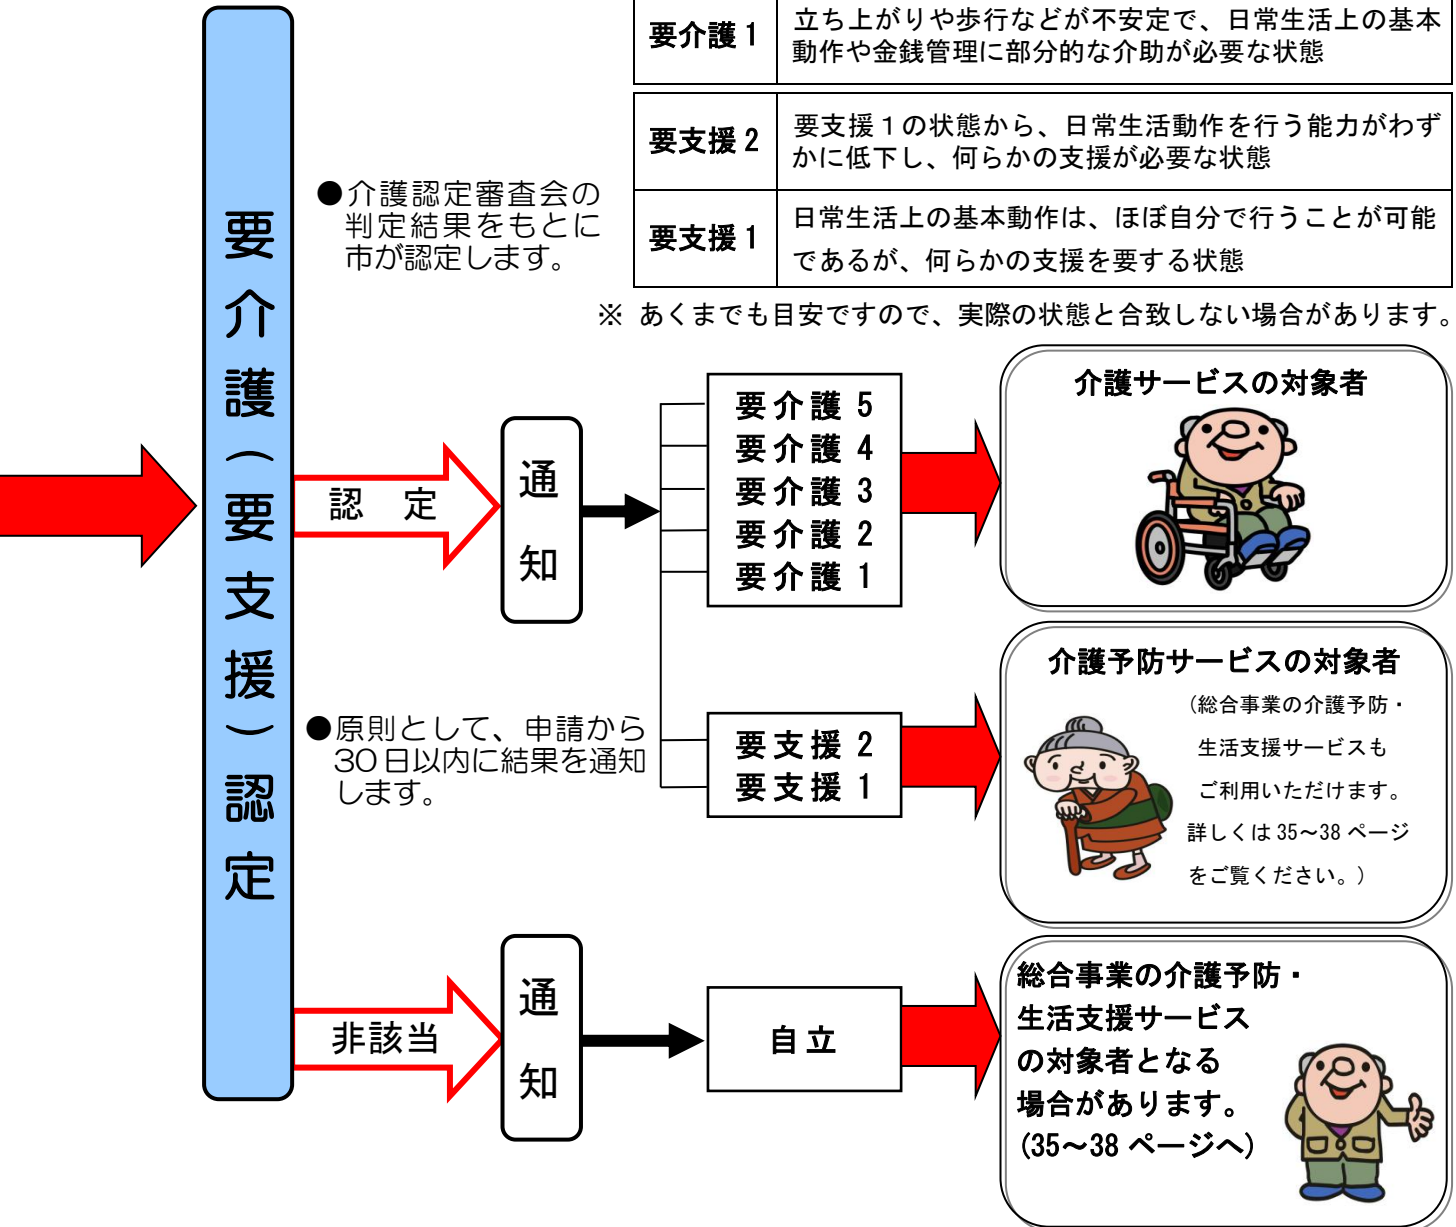 要介護1
立ち上がりや歩行などが不安定で、日常生活上の基本
動作や金銭管理に部分的な介助が必要な状態
要支援2
要支援1の状態から、日常生活動作を行う能力がわず
かに低下し、何らかの支援が必要な状態
要支援1
日常生活上の基本動作は、ほぼ自分で行うことが可能
であるが、何らかの支援を要する状態
※ あくまでも目安ですので、実際の状態と合致しない場合があります。
要介護(要支援)認定
●介護認定審査会の
判定結果をもとに
市が認定します。
認 定
通知
要介護5
要介護4
要介護3
要介護2
要介護1
介護サービスの対象者
●原則として、申請から
30日以内に結果を通知
します。
要支援2
要支援1
介護予防サービスの対象者
(総合事業の介護予防・
生活支援サービスも
ご利用いただけます。
詳しくは35~38ページ
をご覧ください。)
非該当
通知
自立
総合事業の介護予防・
生活支援サービス
の対象者となる
場合があります。
(35~38ページへ)